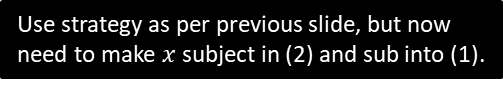 Use strategy as per previous slide, but now
need to make x subject in (2) and sub into (1).